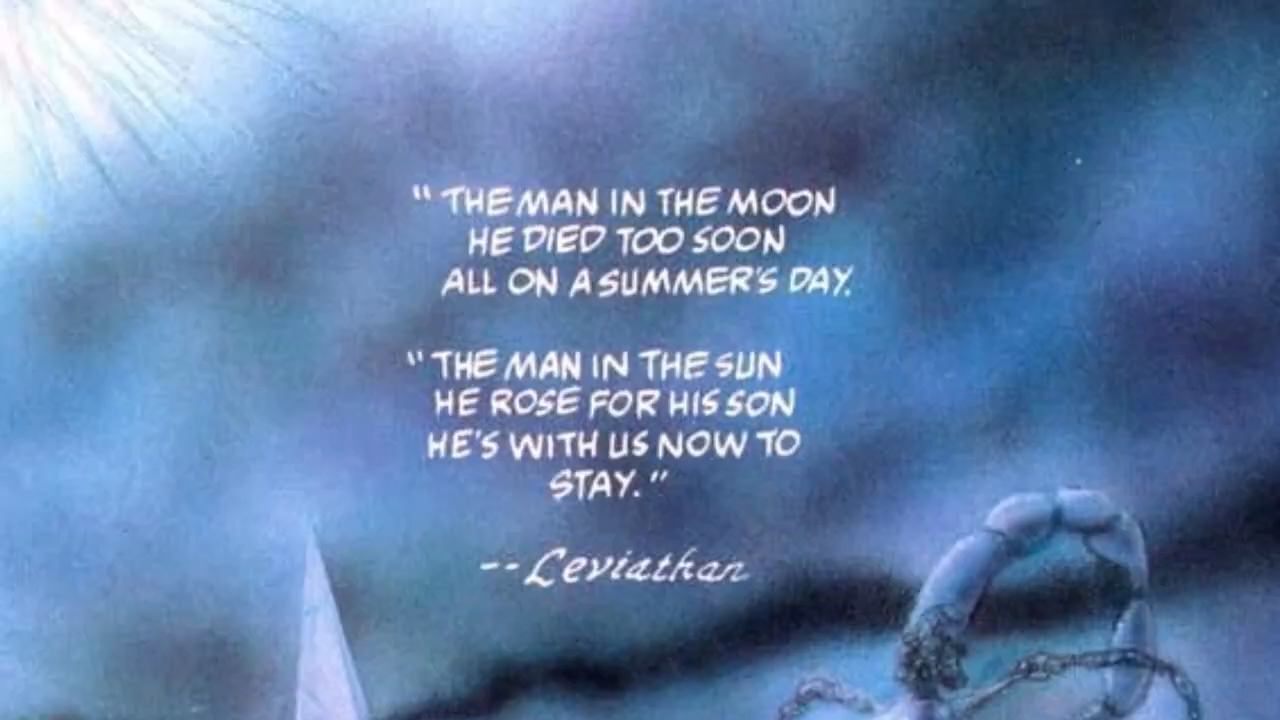 "THE MAN IN THE MOON
HE DIED TOO SOON
ALL ON A SUMMER'S DAY.
"THE MAN IN THE SUN
HE ROSE FOR HIS SON
HE'S WITH US NOW TO
STAY."
--Leviathan